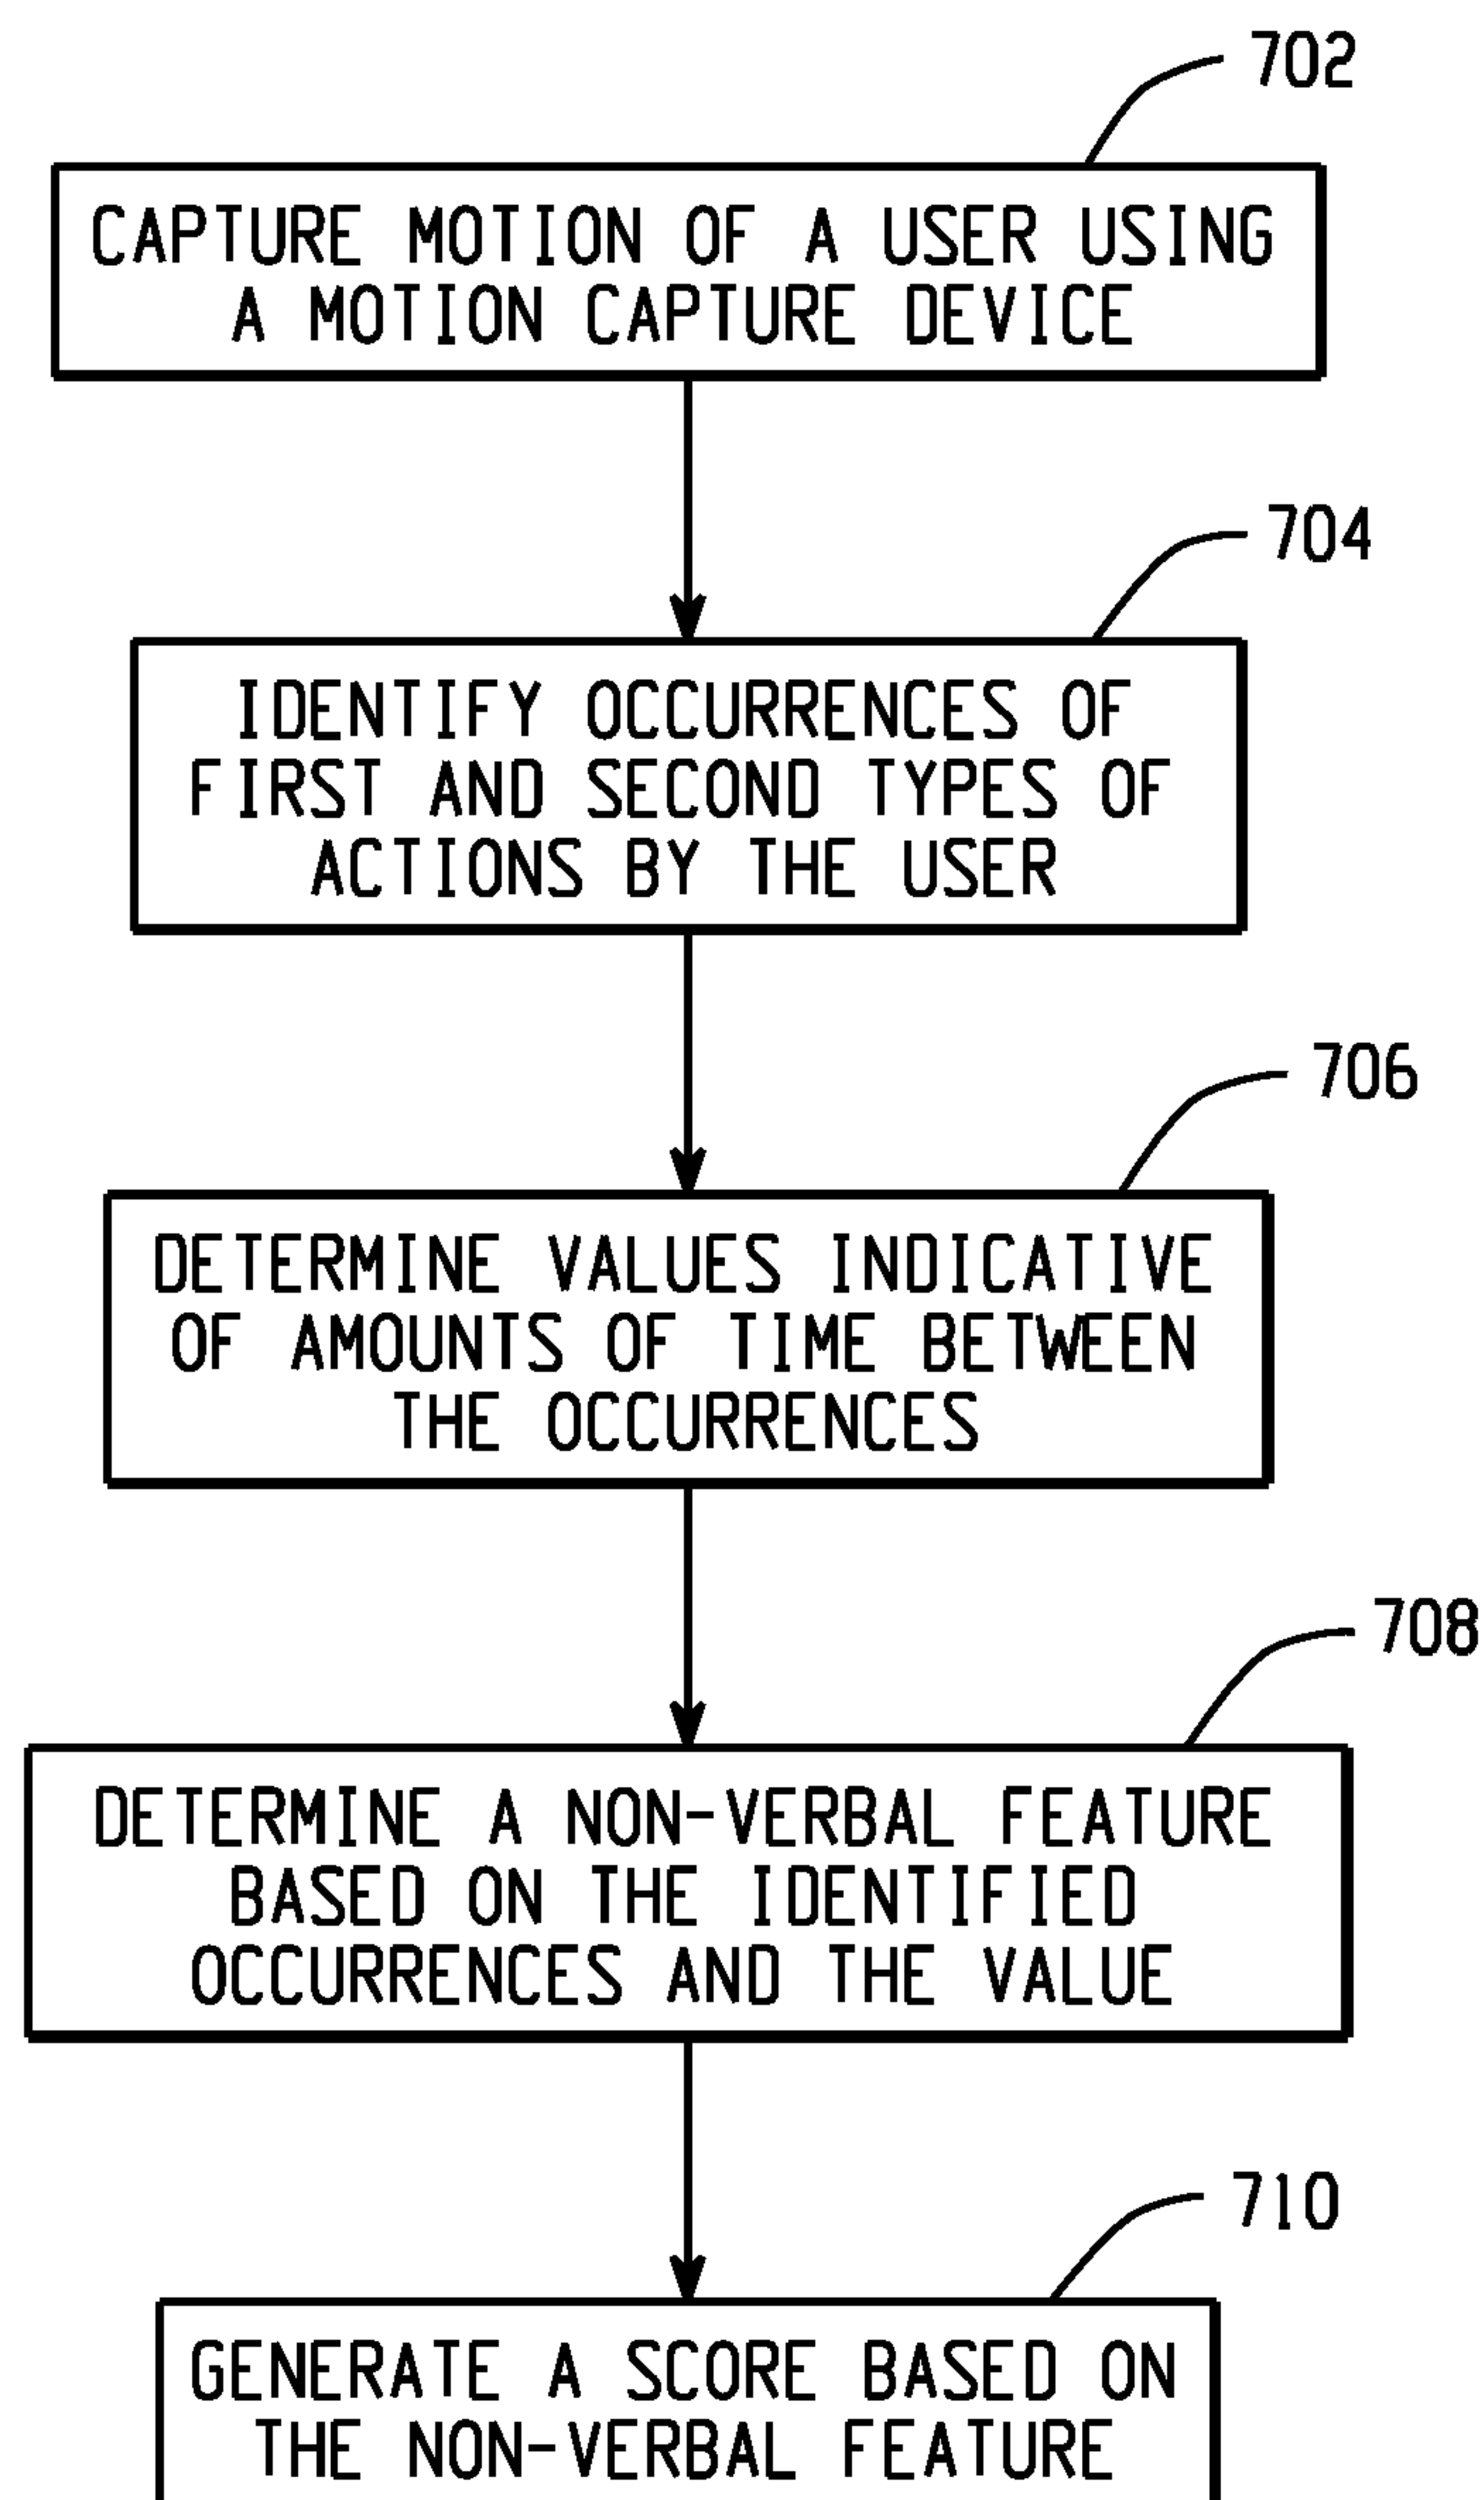 702
CAPTURE MOTION OF A USER USING
A MOTION CAPTURE DEVICE
704
IDENTIFY OCCURRENCES OF
FIRST AND SECOND TYPES OF
ACTIONS BY THE USER
706
DETERMINE VALUES INDICATIVE
OF AMOUNTS OF TIME BETWEEN
THE OCCURRENCES
708
DETERMINE A NON-VERBAL FEATURE
BASED ON THE IDENTIFIED
OCCURRENCES AND THE VALUE
710
GENERATE A SCORE BASED ON
THE NON-VERBAL FEATURE